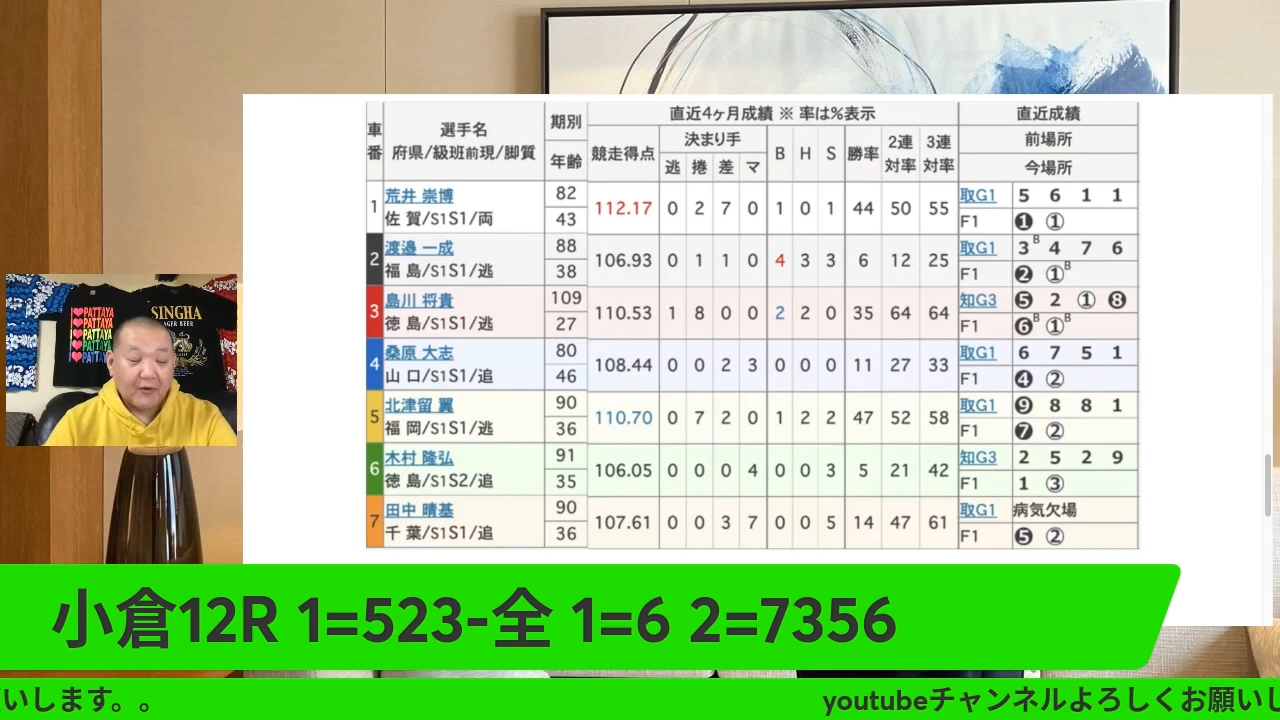 車番 選手名 府県/級班前現/脚質 期別 年齢 直近4ヶ月成績 ※ 率は%表示 直近成績
競走得点 決まり手 B H S 勝率 2連対率 3連対率 前場所
逃 捲 差 マ 今場所
1 荒井 崇博 82 112.17 0 2 7 0 1 0 1 44 50 55 取G1 5 6 1 1
佐 賀/S1S1/両 43 F1 ❶ ①
2 渡邉 一成 88 106.93 0 1 1 0 4 3 3 6 12 25 取G1 3B 4 7 6
福 島/S1S1/逃 38 F1 ❷ ①B
3 島川 将貴 109 110.53 1 8 0 0 2 2 0 35 64 64 知G3 ❺ 2 ① ❽
徳 島/S1S1/逃 27 F1 ❻B ①B
4 桑原 大志 80 108.44 0 0 2 3 0 0 0 11 27 33 取G1 6 7 5 1
山 口/S1S1/追 46 F1 ❹ ②
5 北津留 翼 90 110.70 0 7 2 0 1 2 2 47 52 58 取G1 ❾ 8 8 1
福 岡/S1S1/逃 36 F1 ❼ ②
6 木村 隆弘 91 106.05 0 0 0 4 0 0 3 5 21 42 知G3 2 5 2 9
徳 島/S1S2/追 35 F1 1 ③
7 田中 晴基 90 107.61 0 0 3 7 0 0 5 14 47 61 取G1 病気欠場
千 葉/S1S1/追 36 F1 ❺ ②
I❤PATTAYA
I❤PATTAYA
I❤PATTAYA
I❤PATTAYA
I❤PATTAYA
SINGHA
LAGER BEER
小倉12R 1=523-全 1=6 2=7356
いします。。 youtubeチャンネルよろしくお願いし